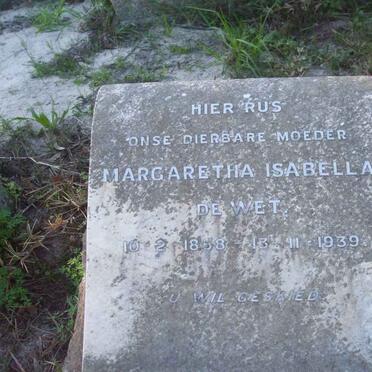 HIER RUS
ONSE DIERBARE MOEDER
MARGARETHA ISABELLA
DE WET.
10-2-1858-13-11-1939.
U WIL GESKIED.